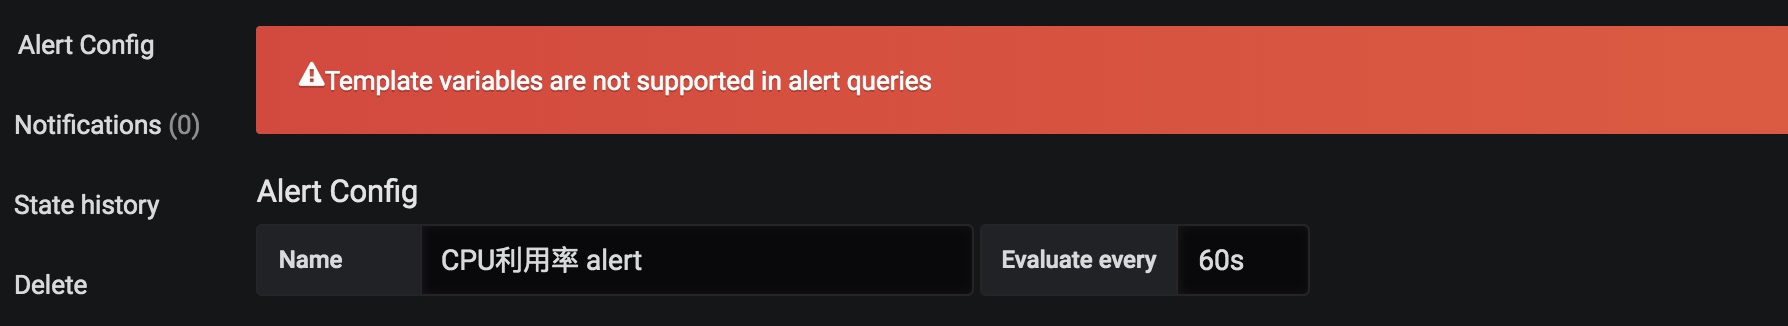 Alert Config
Template variables are not supported in alert queries
Notifications (0)
Alert Config
State history
Name
CPU利用率 alert
Evaluate every
60s
Delete